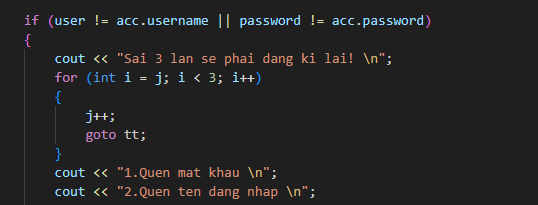 if (user != acc.username || password != acc.password)
{
cout << "Sai 3 lan se phai dang ki lai! \n";
for (int i = j; i < 3; i++)
{
j++;
goto tt;
}
cout << "1.Quen mat khau \n";
cout << "2.Quen ten dang nhap \n";